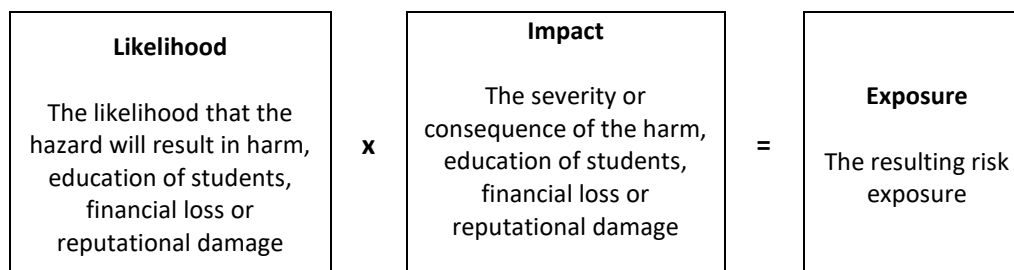 Likelihood
The likelihood that the
hazard will result in harm,
education of students,
financial loss or
reputational damage
x
Impact
The severity or
consequence of the harm,
education of students,
financial loss or
reputational damage
=
Exposure
The resulting risk
exposure